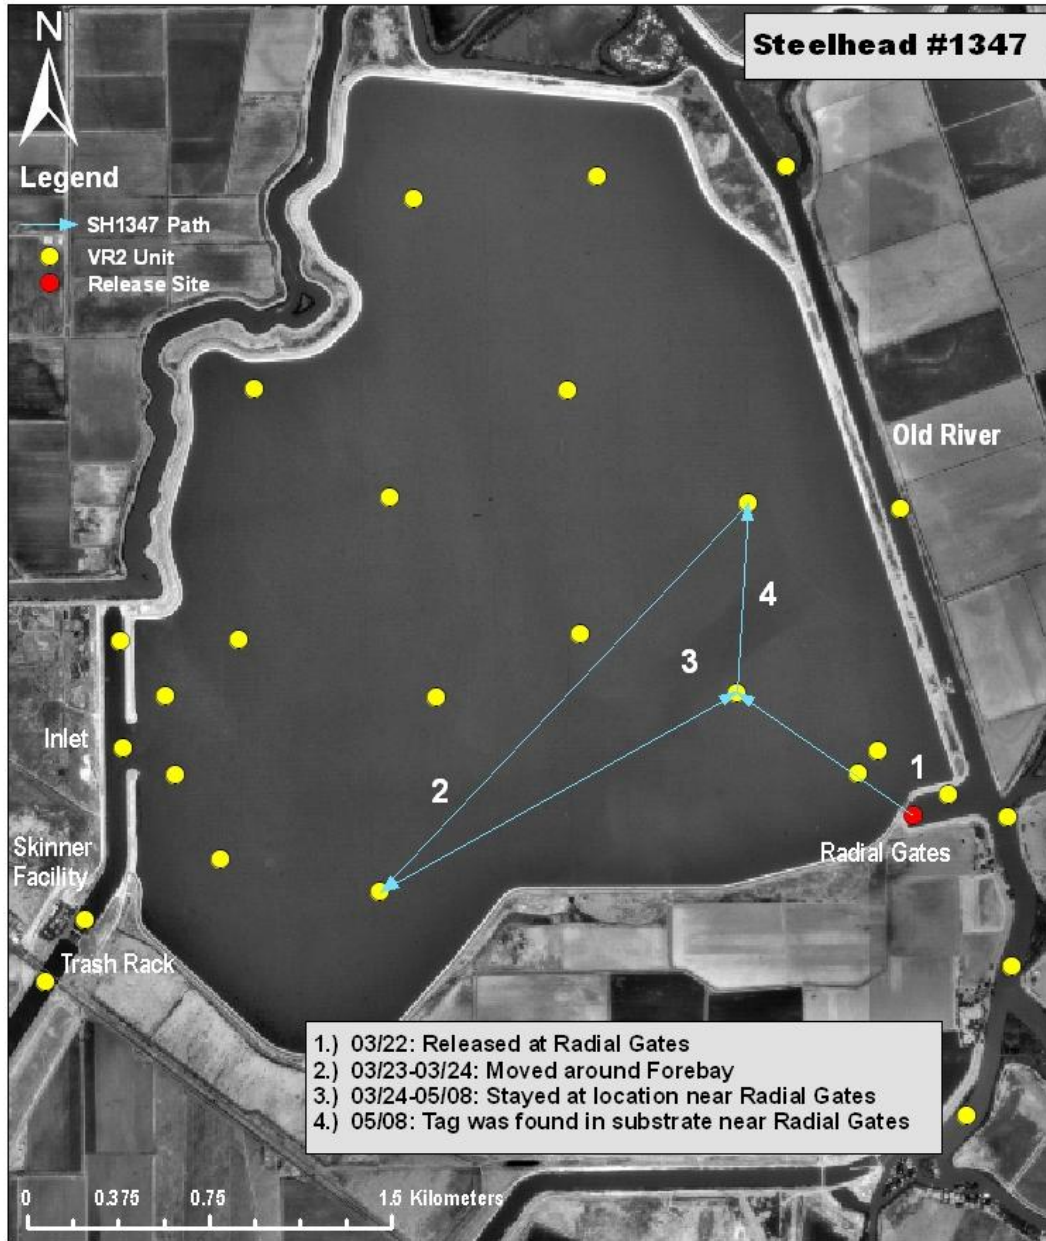 Steelhead #1347
N
Legend
SH1347 Path
VR2 Unit
Release Site
Old River
4
3
Inlet
2
1
Skinner
Facility
Radial Gates
Trash Rack
1.) 03/22: Released at Radial Gates
2.) 03/23-03/24: Moved around Forebay
3.) 03/24-05/08: Stayed at location near Radial Gates
4.) 05/08: Tag was found in substrate near Radial Gates
0 0.375 0.75 1.5 Kilometers